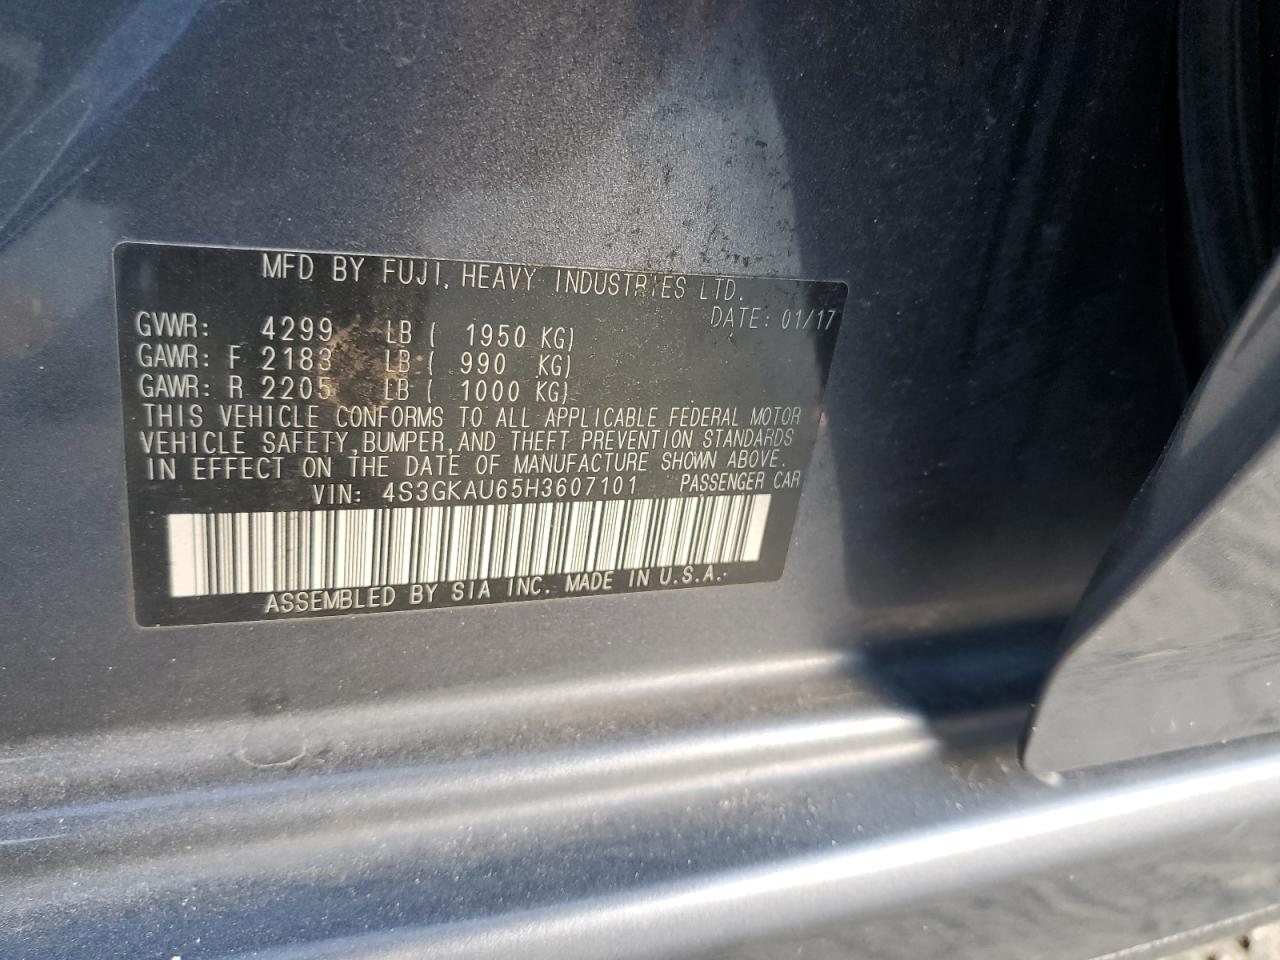 MFD BY FUJI. HEAVY INDUSTRIES LTD.
DATE: 01/17
GVWR: 4299 LB ( 1950 KG)
GAWR: F 2183 LB ( 990 KG)
GAWR: R 2205 LB ( 1000 KG)
THIS VEHICLE CONFORMS TO ALL APPLICABLE FEDERAL MOTOR
VEHICLE SAFETY, BUMPER, AND THEFT PREVENTION STANDARDS
IN EFFECT ON THE DATE OF MANUFACTURE SHOWN ABOVE.
VIN: 4S3GKAU65H3607101 PASSENGER CAR
ASSEMBLED BY SIA INC. MADE IN U.S.A.